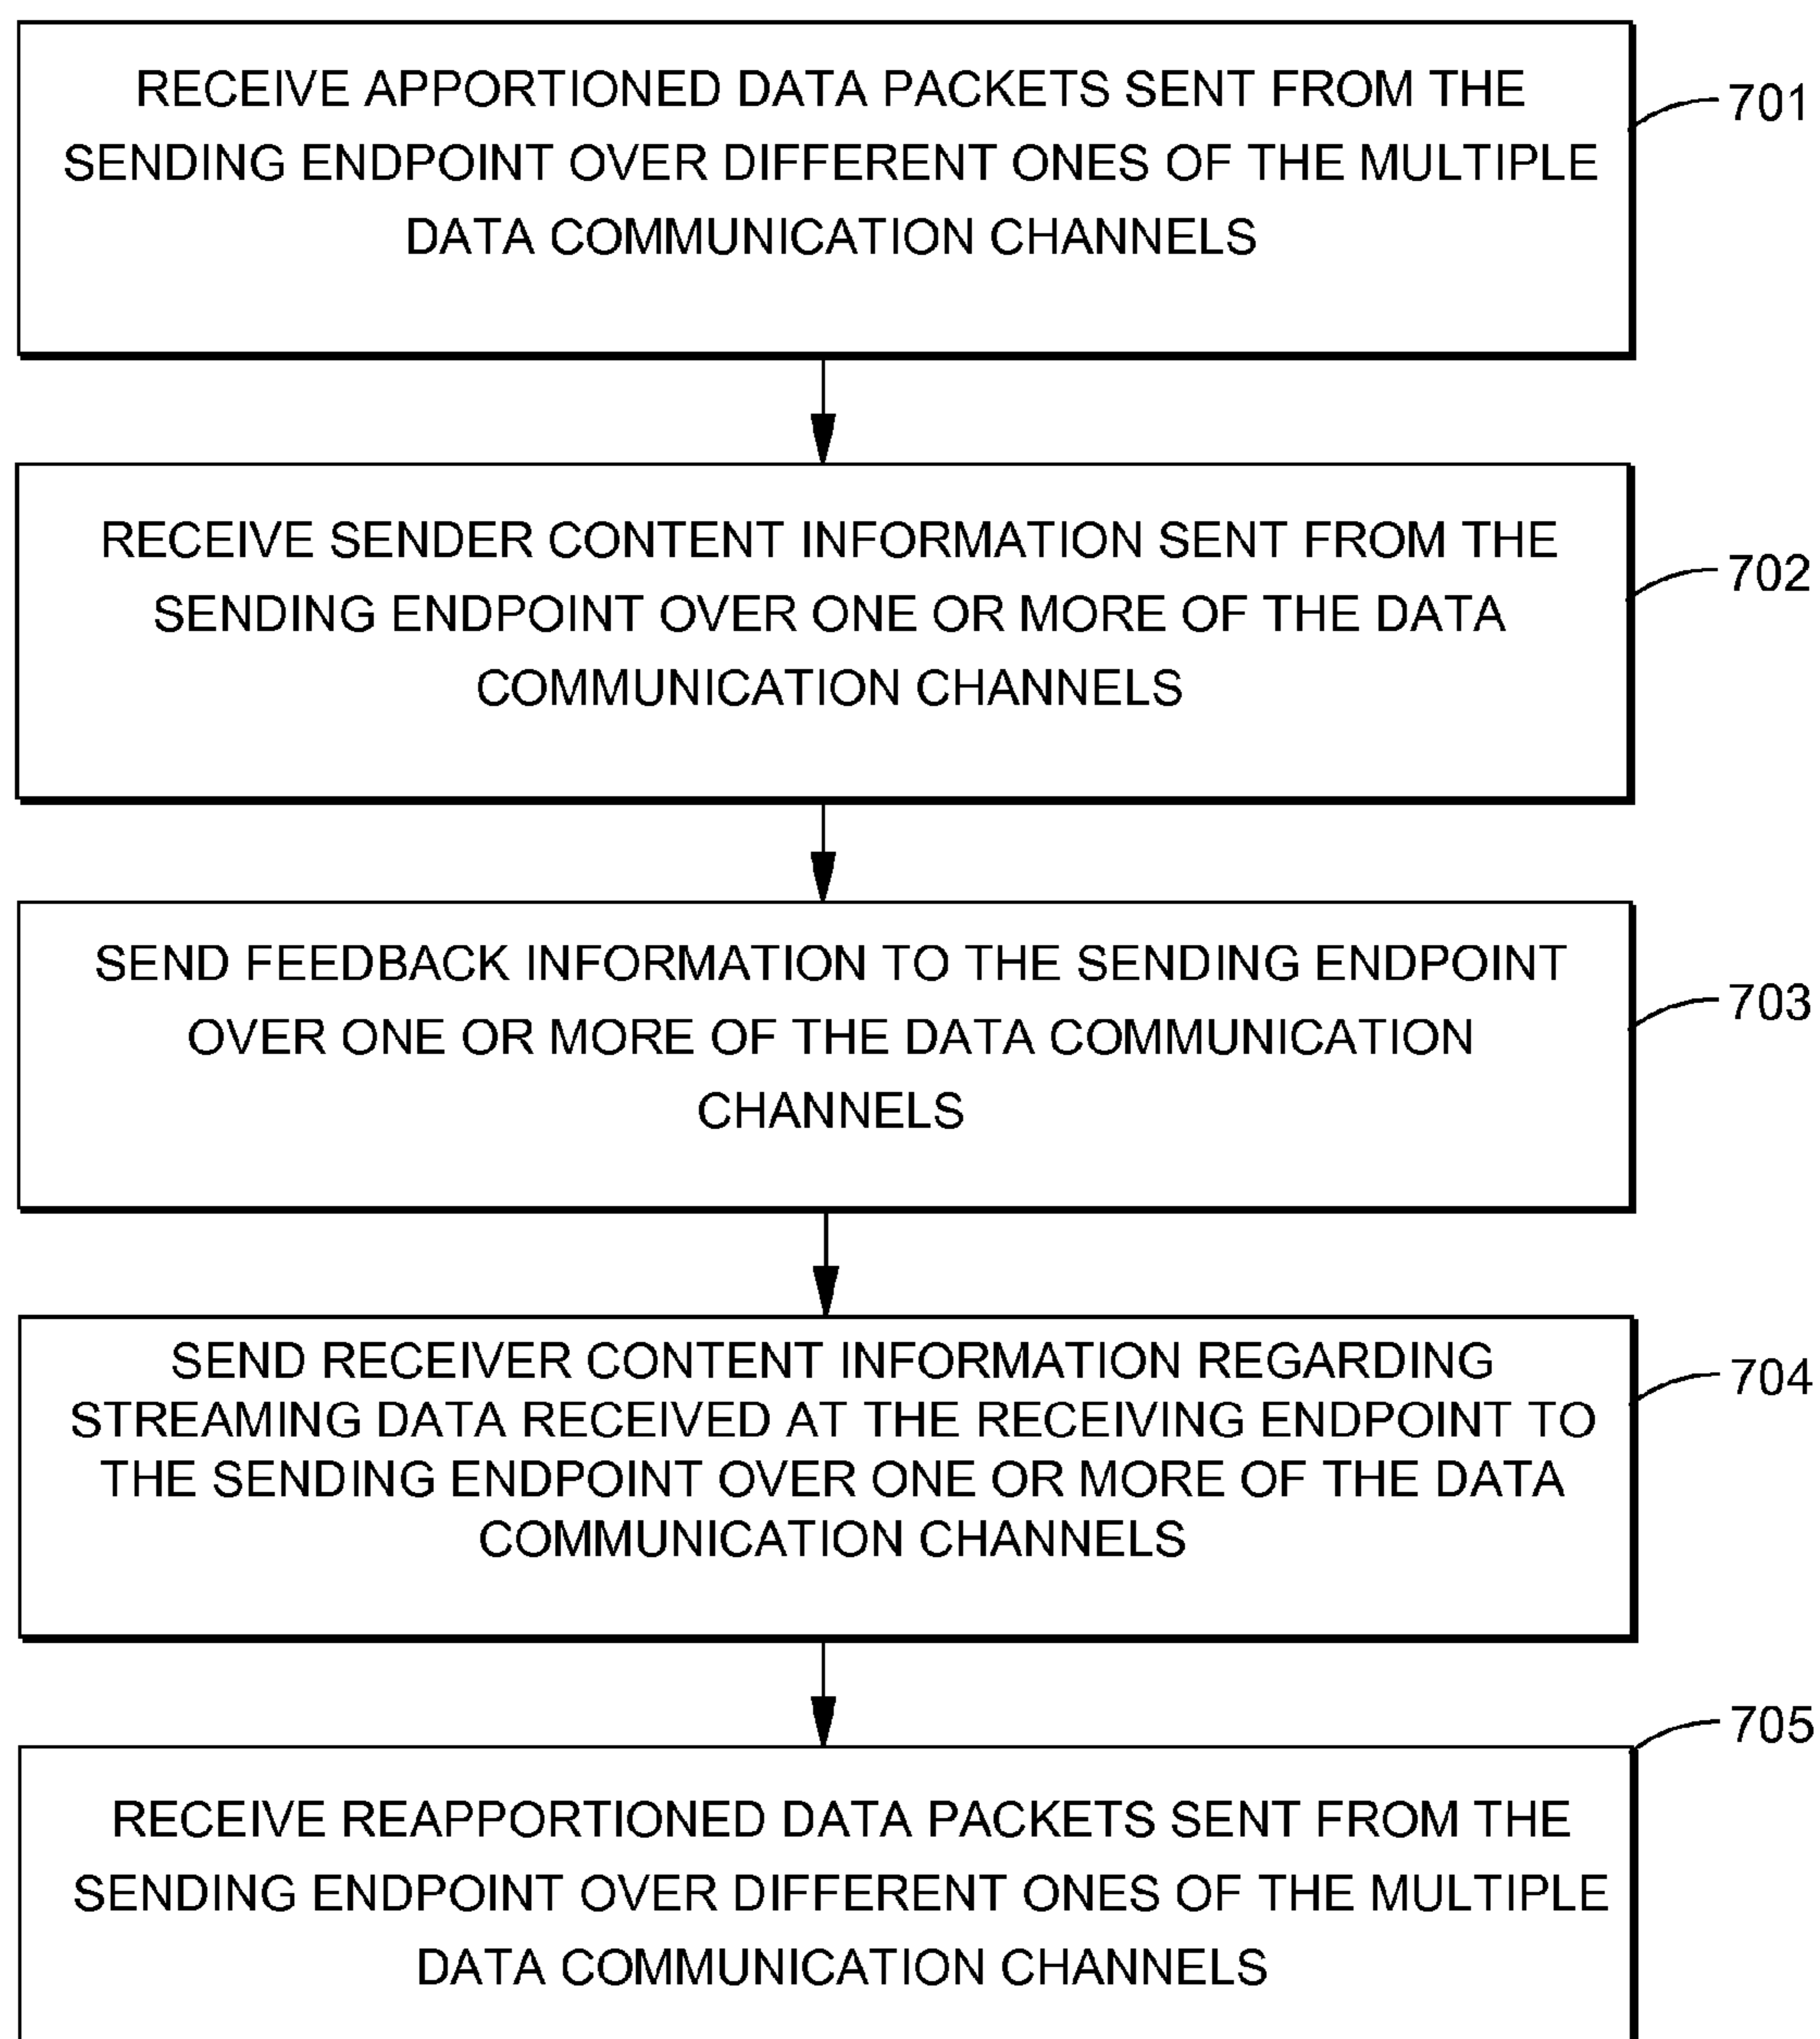 RECEIVE APPORTIONED DATA PACKETS SENT FROM THE
SENDING ENDPOINT OVER DIFFERENT ONES OF THE MULTIPLE
DATA COMMUNICATION CHANNELS
701
RECEIVE SENDER CONTENT INFORMATION SENT FROM THE
SENDING ENDPOINT OVER ONE OR MORE OF THE DATA
COMMUNICATION CHANNELS
702
SEND FEEDBACK INFORMATION TO THE SENDING ENDPOINT
OVER ONE OR MORE OF THE DATA COMMUNICATION
CHANNELS
703
SEND RECEIVER CONTENT INFORMATION REGARDING
STREAMING DATA RECEIVED AT THE RECEIVING ENDPOINT TO
THE SENDING ENDPOINT OVER ONE OR MORE OF THE DATA
COMMUNICATION CHANNELS
704
705
RECEIVE REAPPORTIONED DATA PACKETS SENT FROM THE
SENDING ENDPOINT OVER DIFFERENT ONES OF THE MULTIPLE
DATA COMMUNICATION CHANNELS